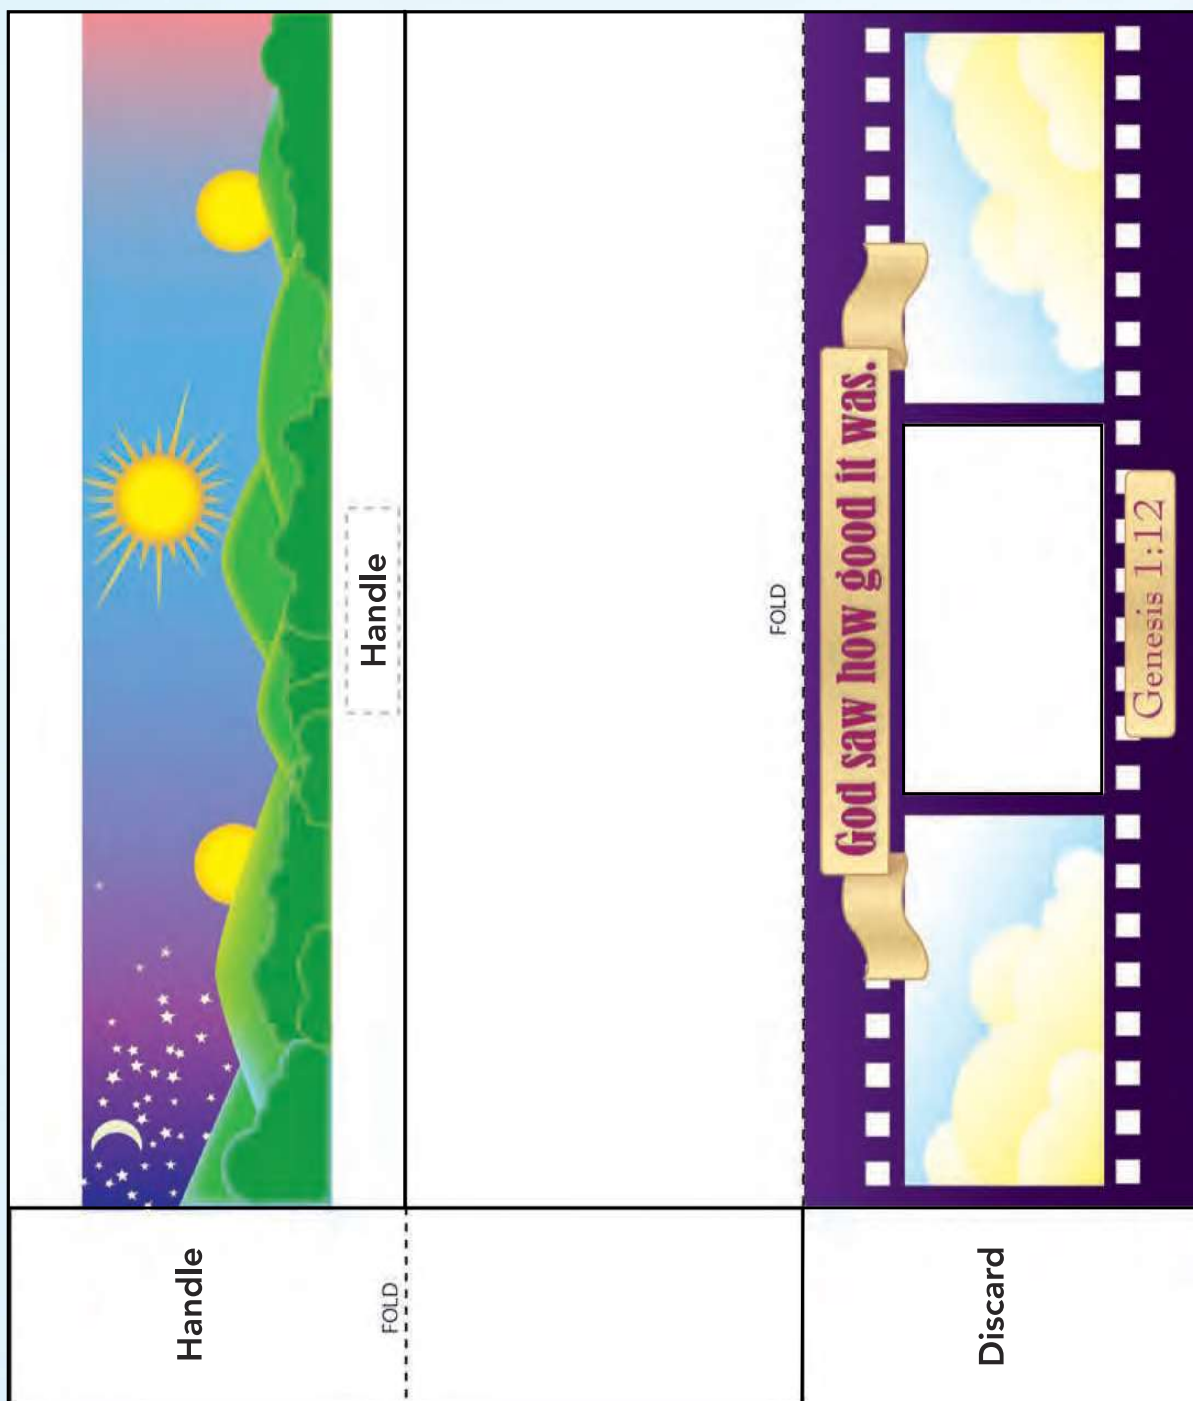 Handle
FOLD
God saw how good it was.
Genesis 1:12
Handle
FOLD
Discard